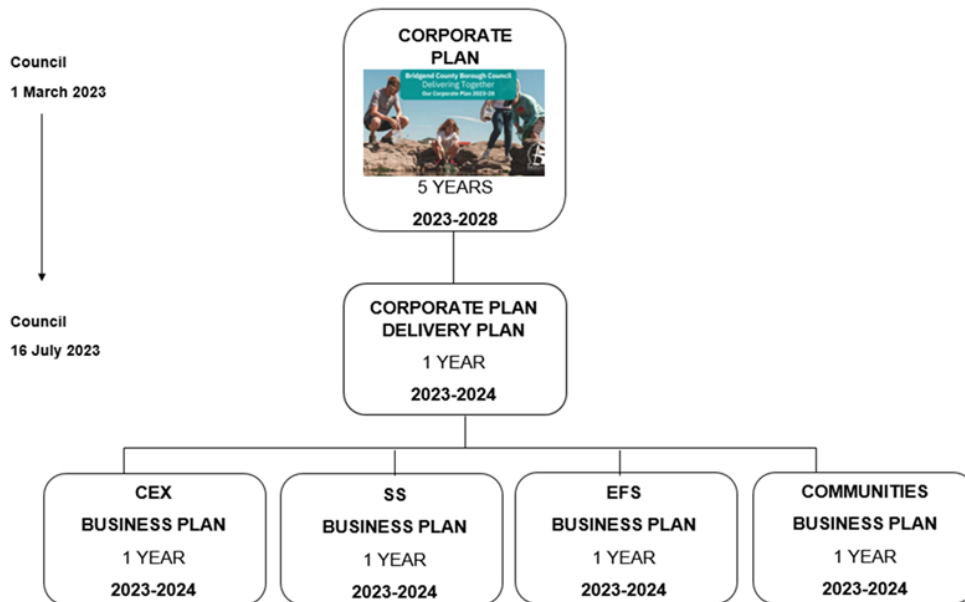 Council
1 March 2023
CORPORATE
PLAN
Bridgend County Borough Council
Delivering Together
Our Corporate Plan 2023-28
5 YEARS
2023-2028
Council
16 July 2023
CORPORATE PLAN
DELIVERY PLAN
1 YEAR
2023-2024
CEX
BUSINESS PLAN
1 YEAR
2023-2024
SS
BUSINESS PLAN
1 YEAR
2023-2024
EFS
BUSINESS PLAN
1 YEAR
2023-2024
COMMUNITIES
BUSINESS PLAN
1 YEAR
2023-2024